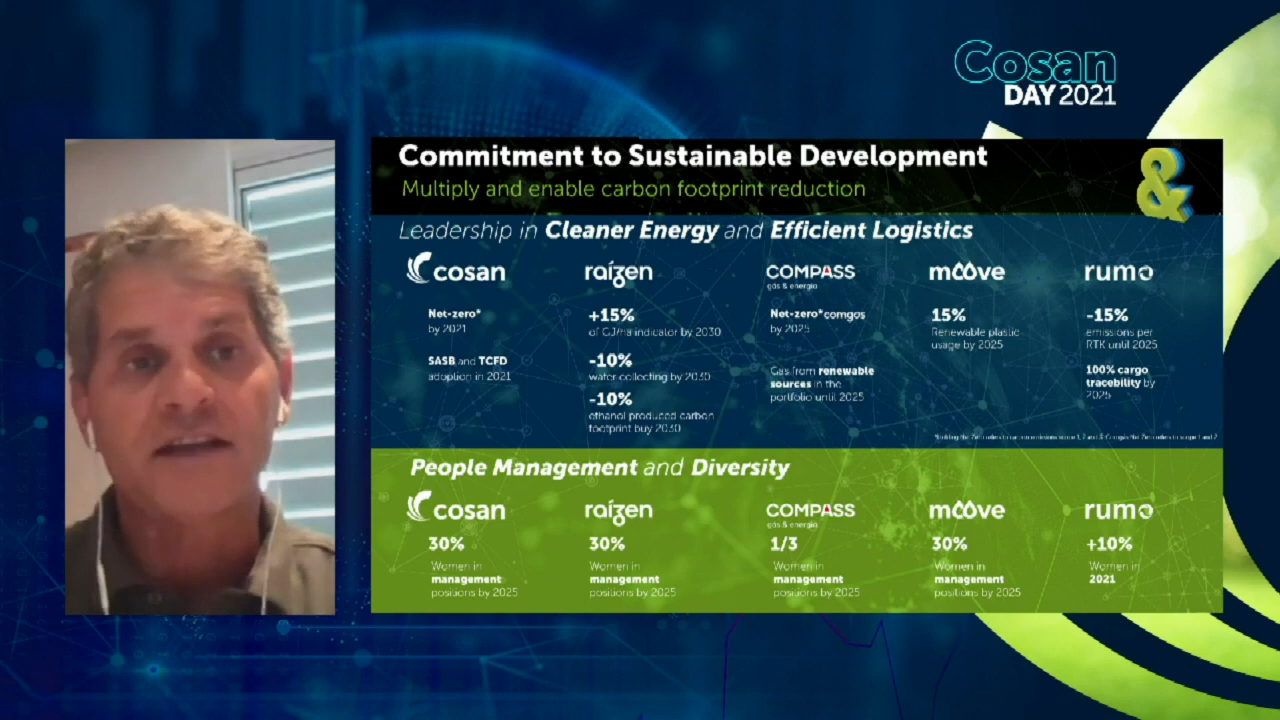 Cosan
DAY 2021
Commitment to Sustainable Development
&
Multiply and enable carbon footprint reduction
Leadership in Cleaner Energy and Efficient Logistics
cosan
raízen
COMPASS
gás & energia
moove
rumo
Net-zero*
by 2021
SASB and TCFD
adoption in 2021
+15%
of GJ/ha indicator by 2030
-10%
water collecting by 2030
-10%
ethanol produced carbon
footprint buy 2030
Net-zero*comgos
by 2025
Gas from renewable
sources in the
portfolio until 2025
15%
Renewable plastic
usage by 2025
-15%
emissions per
RTK until 2025
100% cargo
tracebility by
2025
People Management and Diversity
cosan
raízen
COMPASS
gás & energia
moove
rumo
30%
Women in
management
positions by 2025
30%
Women in
management
positions by 2025
1/3
Women in
management
positions by 2025
30%
Women in
management
positions by 2025
+10%
Women in
2021